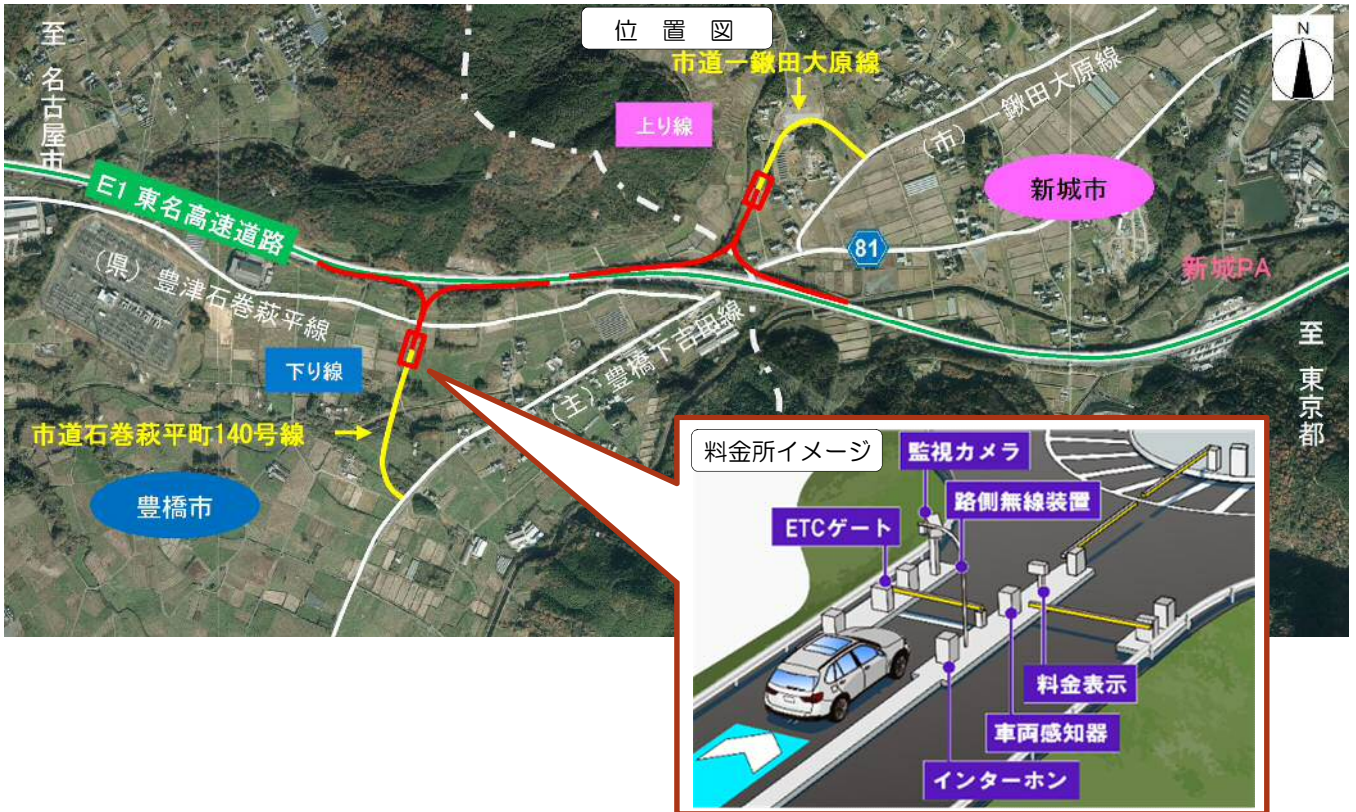 位置図
至 名古屋市
市道一鍬田大原線
N
上り線
(市)一鍬田大原線
新城市
E1 東名高速道路
81
新城PA
(県)豊津石巻萩平線
至 東京都
下り線
(主)豊橋下吉田線
市道石巻萩平町140号線
豊橋市
料金所イメージ
監視カメラ
路側無線装置
ETCゲート
料金表示
車両感知器
インターホン